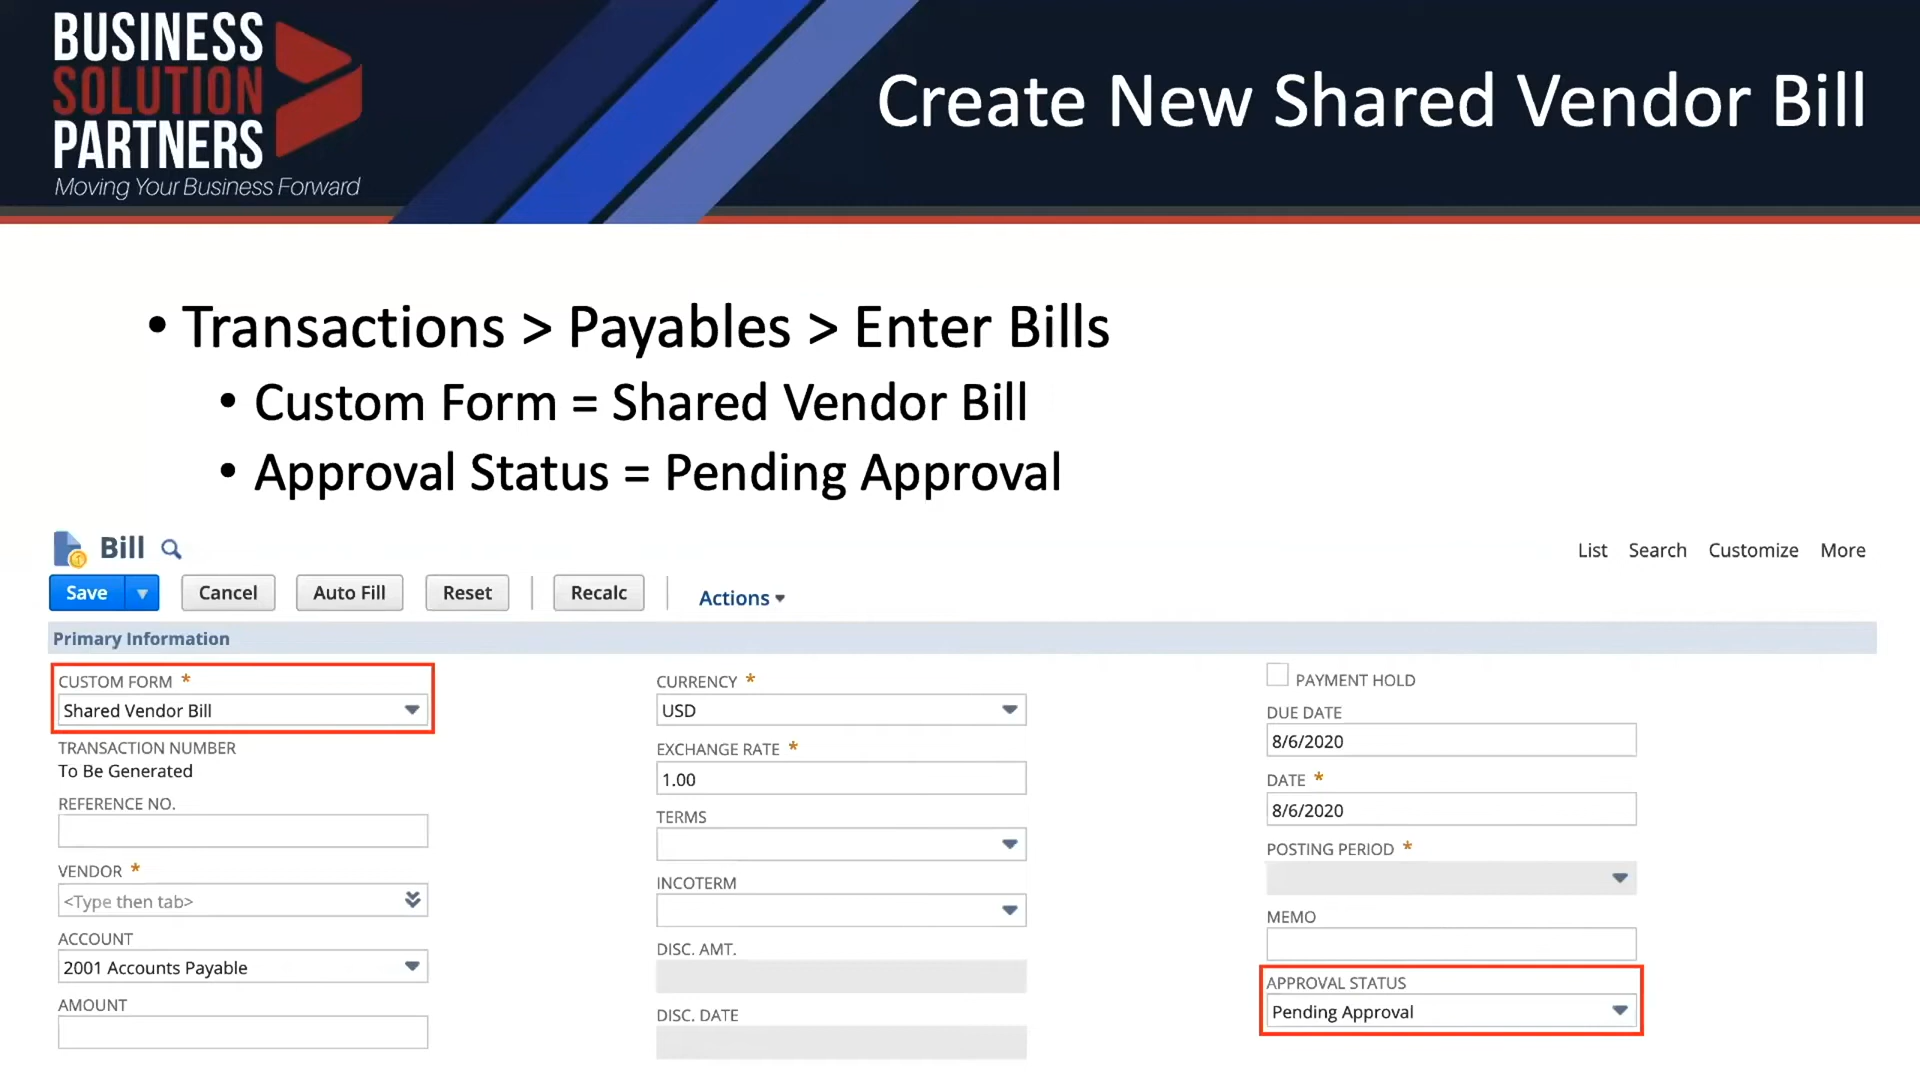 BUSINESS
SOLUTION
PARTNERS
Moving Your Business Forward
Create New Shared Vendor Bill
• Transactions > Payables > Enter Bills
• Custom Form = Shared Vendor Bill
• Approval Status = Pending Approval
Bill
List Search Customize More
Save Cancel Auto Fill Reset Recalc Actions
Primary Information
CUSTOM FORM *
Shared Vendor Bill
TRANSACTION NUMBER
To Be Generated
REFERENCE NO.
VENDOR *
<Type then tab>
ACCOUNT
2001 Accounts Payable
AMOUNT
CURRENCY *
USD
EXCHANGE RATE *
1.00
TERMS
INCOTERM
DISC. AMT.
DISC. DATE
PAYMENT HOLD
DUE DATE
8/6/2020
DATE *
8/6/2020
POSTING PERIOD *
MEMO
APPROVAL STATUS
Pending Approval